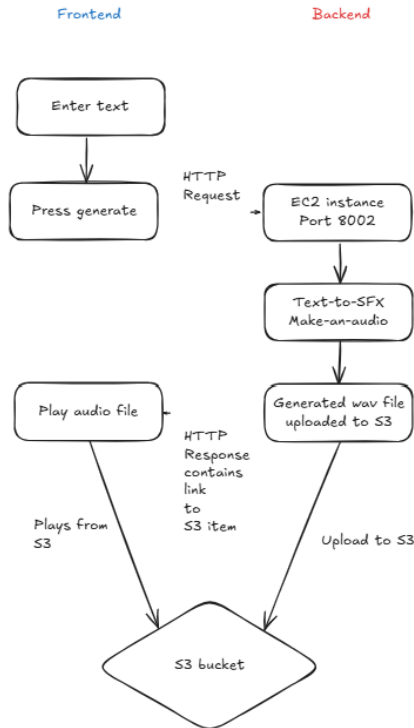 Frontend
Backend
Enter text
Press generate
HTTP
Request
EC2 instance
Port 8002
Text-to-SFX
Make-an-audio
Play audio file
Generated wav file
uploaded to S3
HTTP
Response
contains
link
to
S3 item
Plays from
S3
Upload to S3
S3 bucket